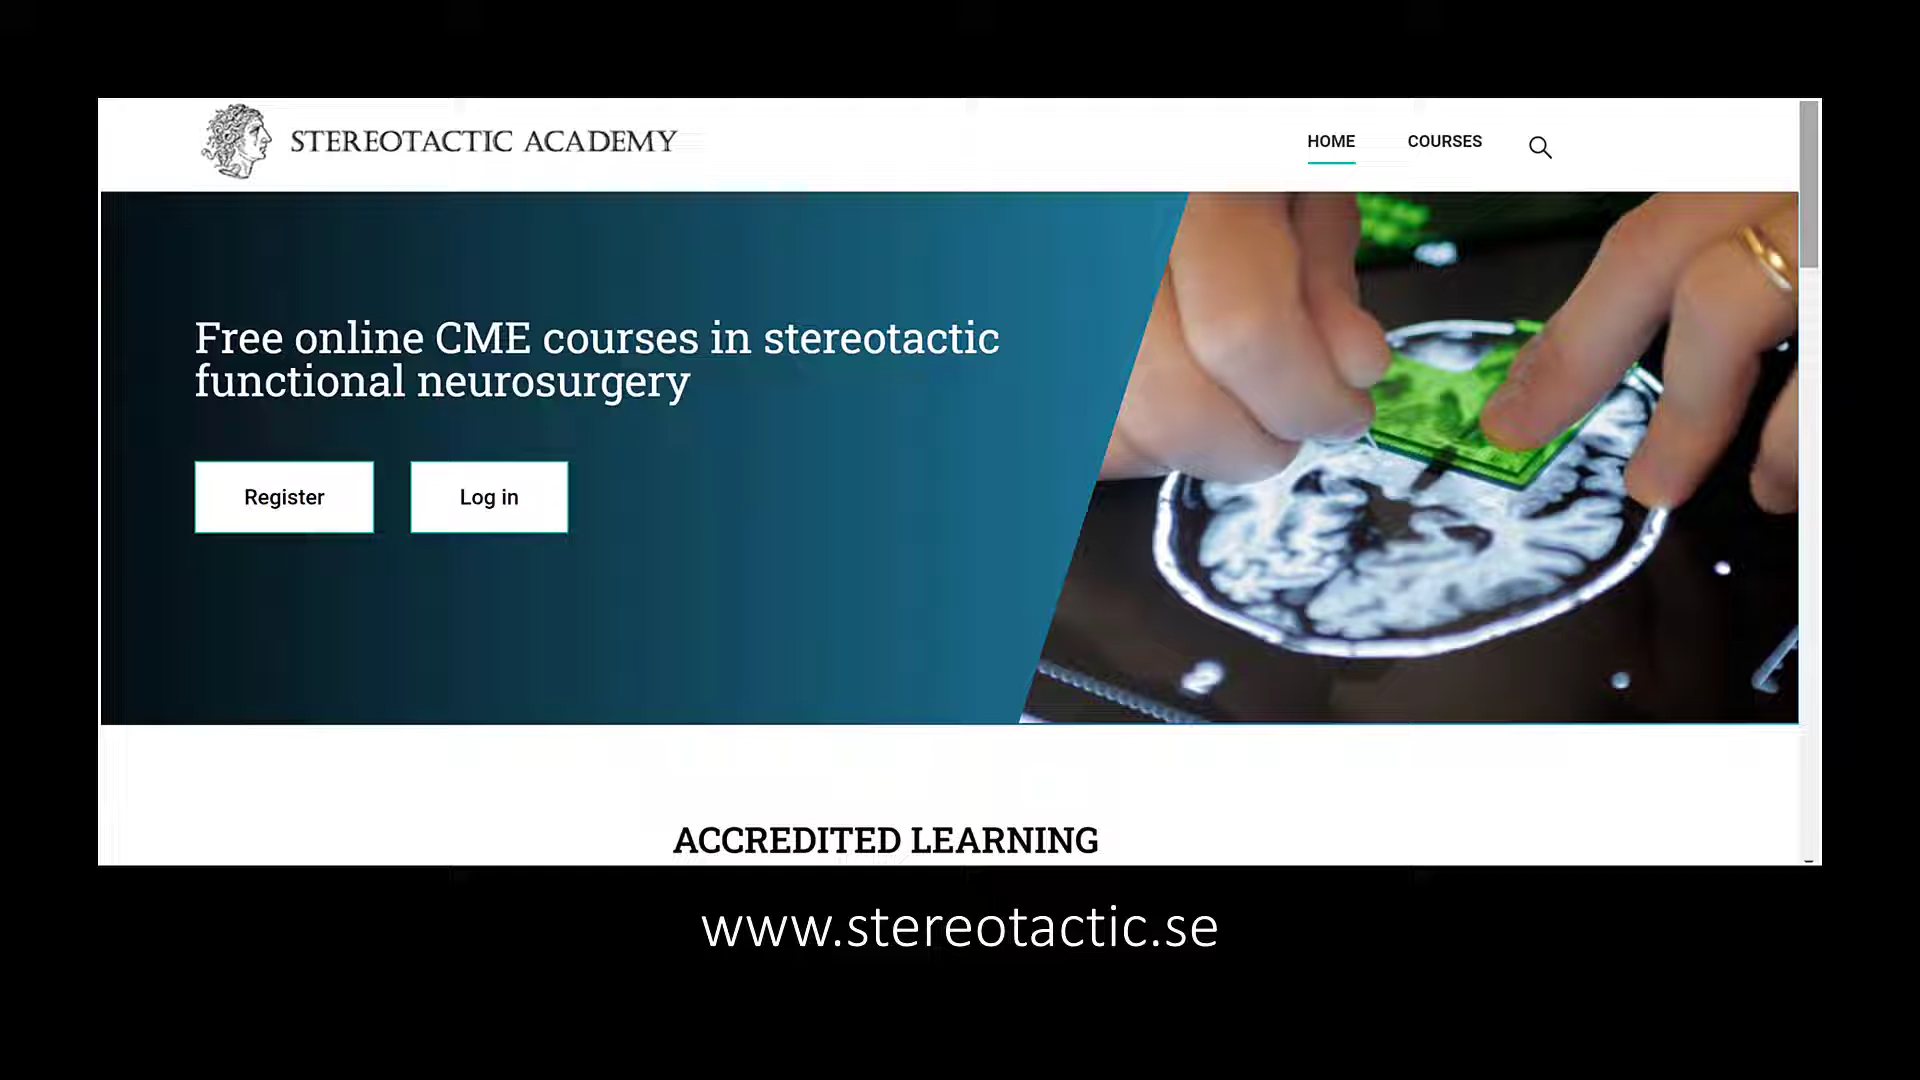 STEREOTACTIC ACADEMY
HOME COURSES
Free online CME courses in stereotactic
functional neurosurgery
Register Log in
2
ACCREDITED LEARNING
www.stereotactic.se